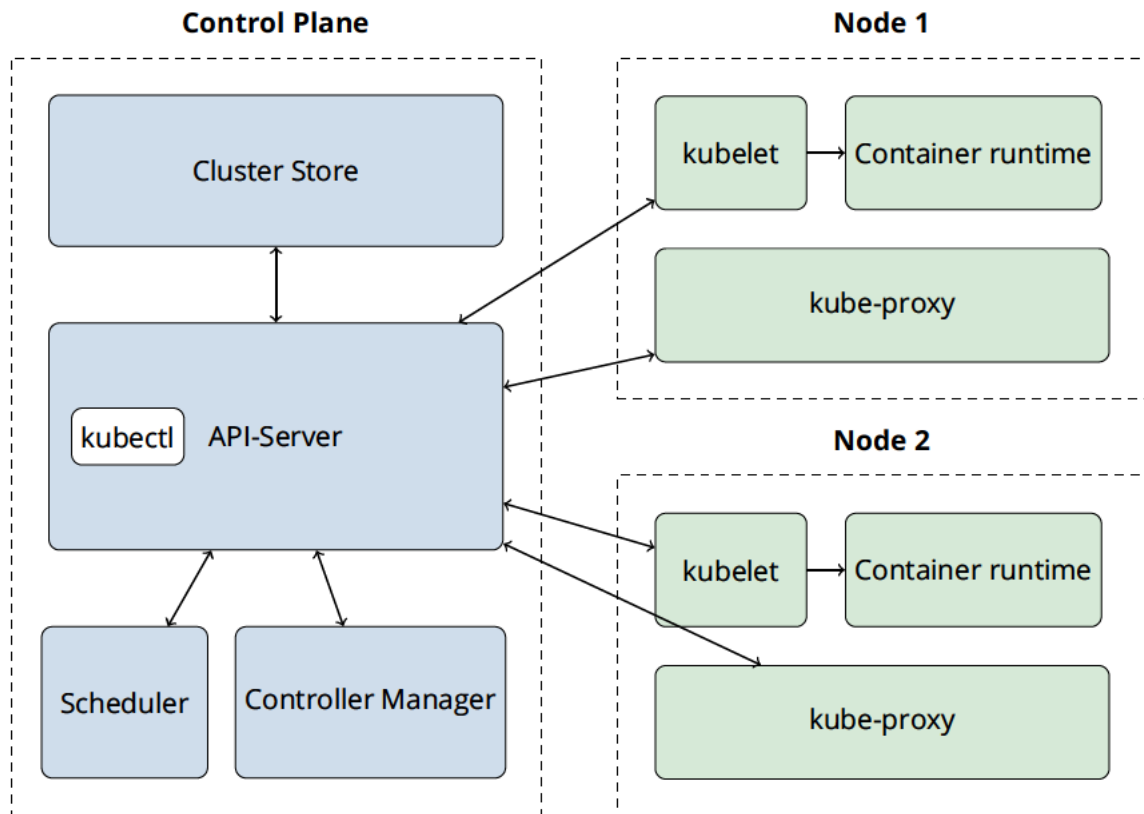 Control Plane
Cluster Store
kubectl
API-Server
Scheduler
Controller Manager
Node 1
kubelet
Container runtime
kube-proxy
Node 2
kubelet
Container runtime
kube-proxy